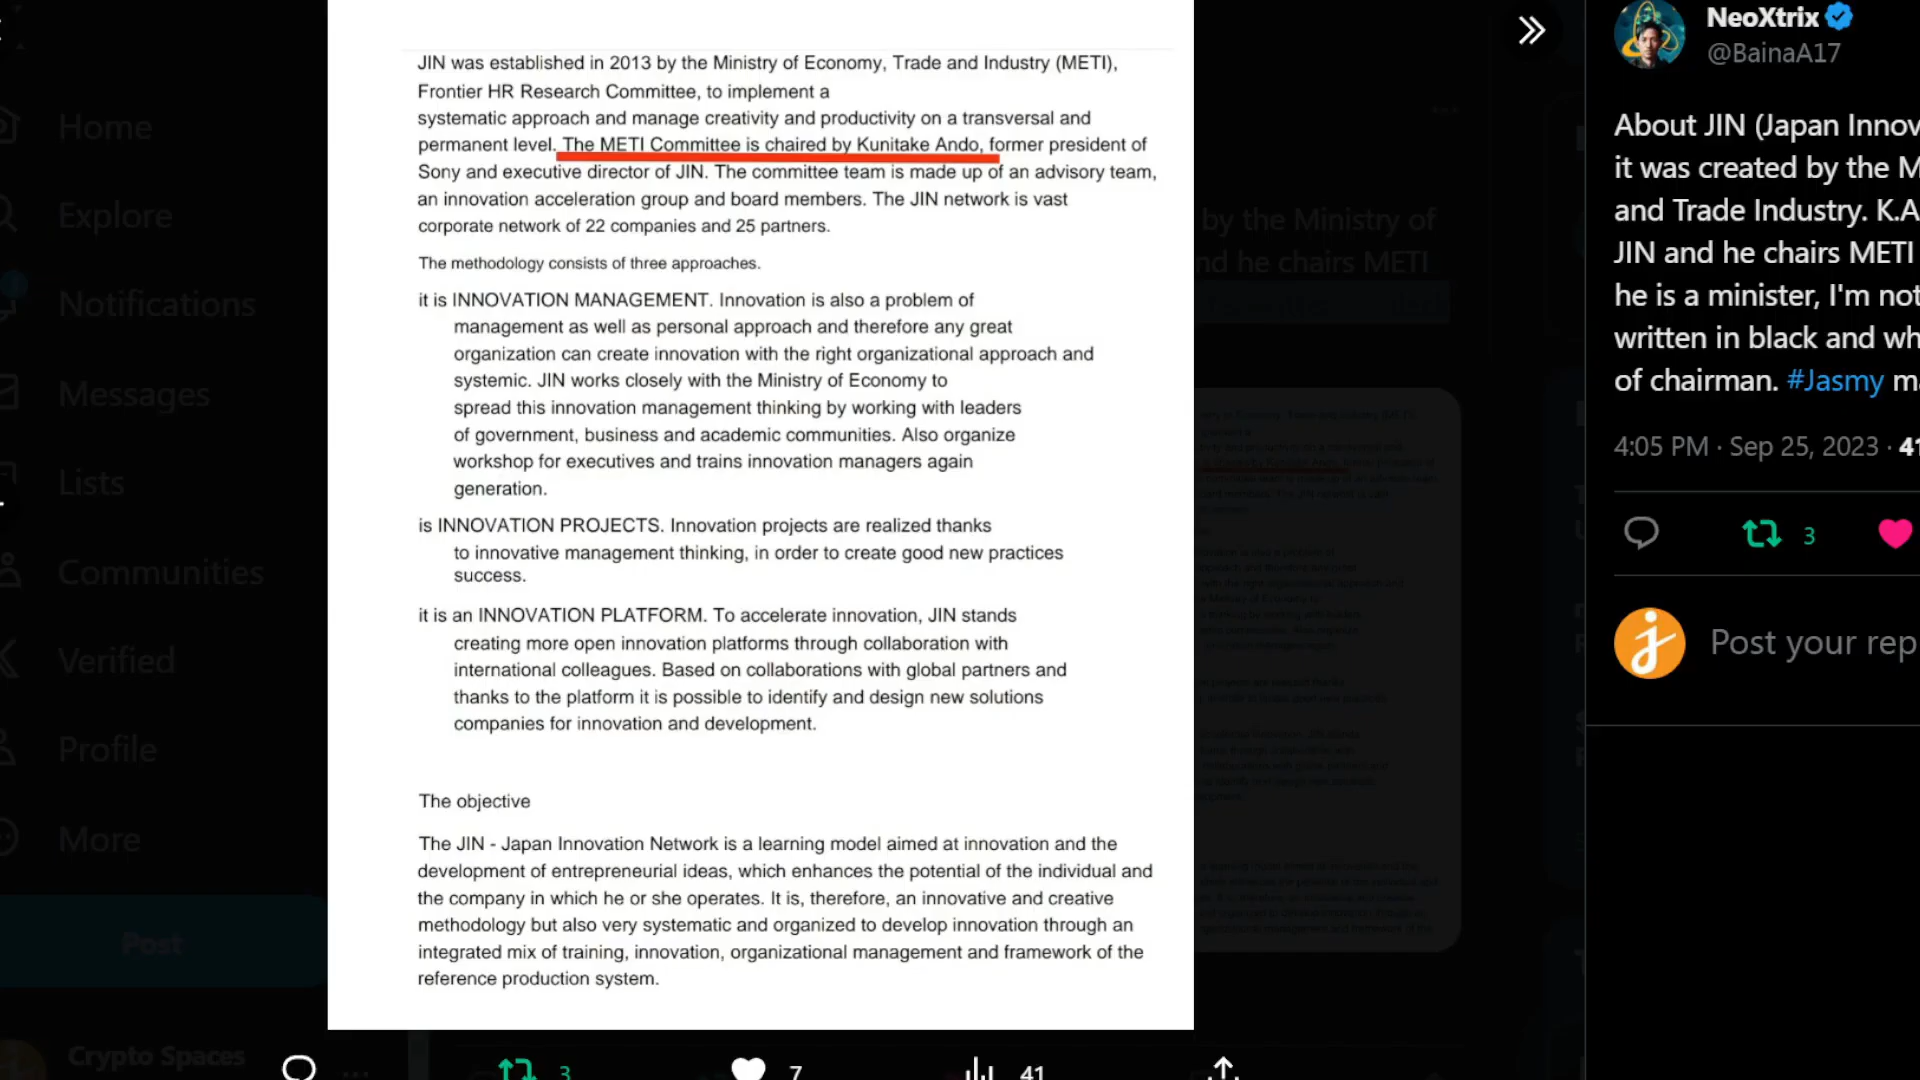 Home
Explore
Notifications
Messages
Lists
Communities
Verified
Profile
More
Post
Crypto Spaces
JIN was established in 2013 by the Ministry of Economy, Trade and Industry (METI),
Frontier HR Research Committee, to implement a
systematic approach and manage creativity and productivity on a transversal and
permanent level. The METI Committee is chaired by Kunitake Ando, former president of
Sony and executive director of JIN. The committee team is made up of an advisory team,
an innovation acceleration group and board members. The JIN network is vast
corporate network of 22 companies and 25 partners.
The methodology consists of three approaches.
it is INNOVATION MANAGEMENT. Innovation is also a problem of
management as well as personal approach and therefore any great
organization can create innovation with the right organizational approach and
systemic. JIN works closely with the Ministry of Economy to
spread this innovation management thinking by working with leaders
of government, business and academic communities. Also organize
workshop for executives and trains innovation managers again
generation.
is INNOVATION PROJECTS. Innovation projects are realized thanks
to innovative management thinking, in order to create good new practices
success.
it is an INNOVATION PLATFORM. To accelerate innovation, JIN stands
creating more open innovation platforms through collaboration with
international colleagues. Based on collaborations with global partners and
thanks to the platform it is possible to identify and design new solutions
companies for innovation and development.
The objective
The JIN - Japan Innovation Network is a learning model aimed at innovation and the
development of entrepreneurial ideas, which enhances the potential of the individual and
the company in which he or she operates. It is, therefore, an innovative and creative
methodology but also very systematic and organized to develop innovation through an
integrated mix of training, innovation, organizational management and framework of the
reference production system.
3 7 41
by the Ministry of
nd he chairs METI
NeoXtrix
@BainaA17
About JIN (Japan Innov
it was created by the M
and Trade Industry. K.A
JIN and he chairs METI
he is a minister, I'm not
written in black and wh
of chairman. #Jasmy ma
4:05 PM · Sep 25, 2023 · 41
3
Post your rep